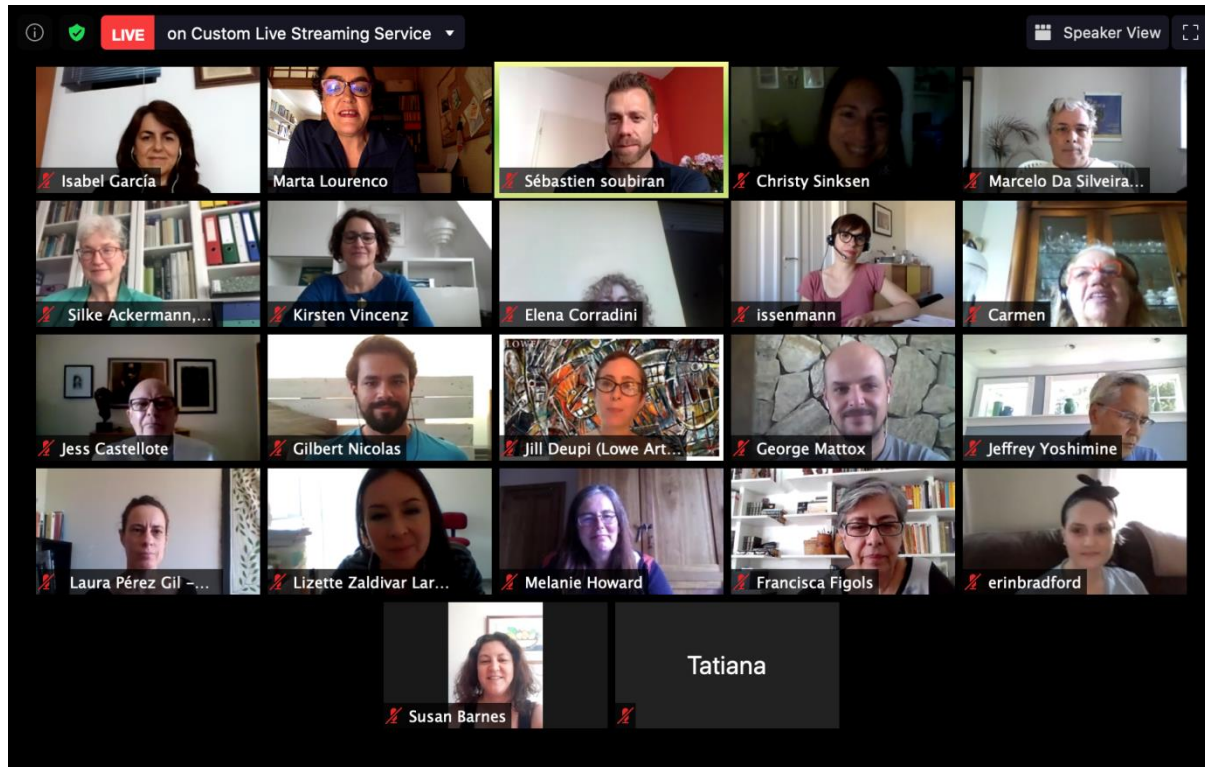 LIVE on Custom Live Streaming Service
Speaker View
Isabel García
Marta Lourenco
Sébastien soubiran
Christy Sinksen
Marcelo Da Silveira...
Silke Ackermann,...
Kirsten Vincenz
Elena Corradini
issenmann
Carmen
Jess Castellote
Gilbert Nicolas
LOWE
Jill Deupi (Lowe Art...
George Mattox
Jeffrey Yoshimine
Laura Pérez Gil -...
Lizette Zaldivar Lar...
Melanie Howard
Francisca Figols
erinbradford
Susan Barnes
Tatiana